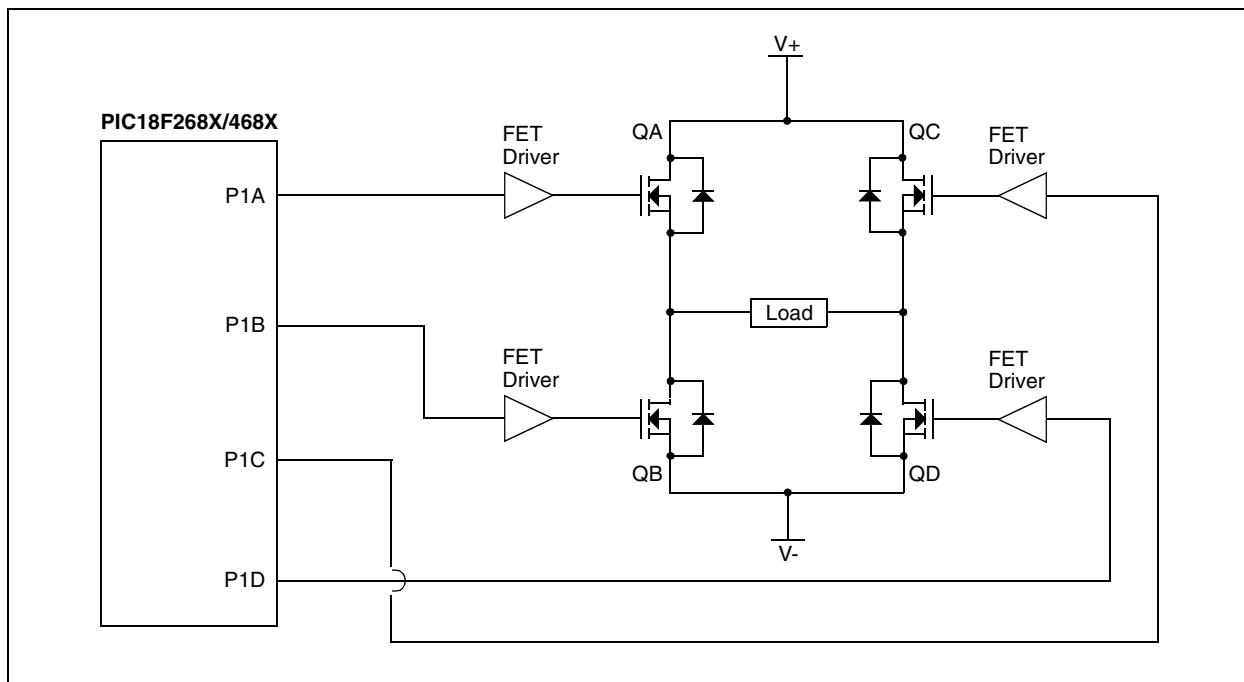 V+
PIC18F268X/468X
FET
Driver
QA
QC
FET
Driver
P1A
P1B
Load
FET
Driver
FET
Driver
P1C
QB
QD
V-
P1D